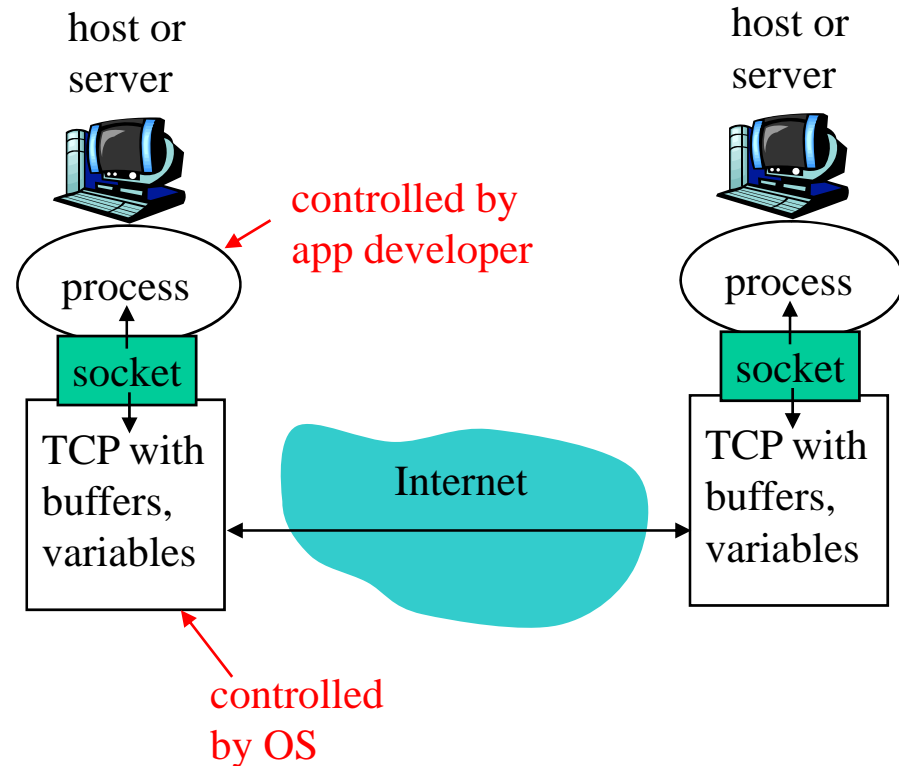 host or
server
host or
server
controlled by
app developer
process
process
socket
socket
TCP with
buffers,
variables
Internet
TCP with
buffers,
variables
controlled
by OS